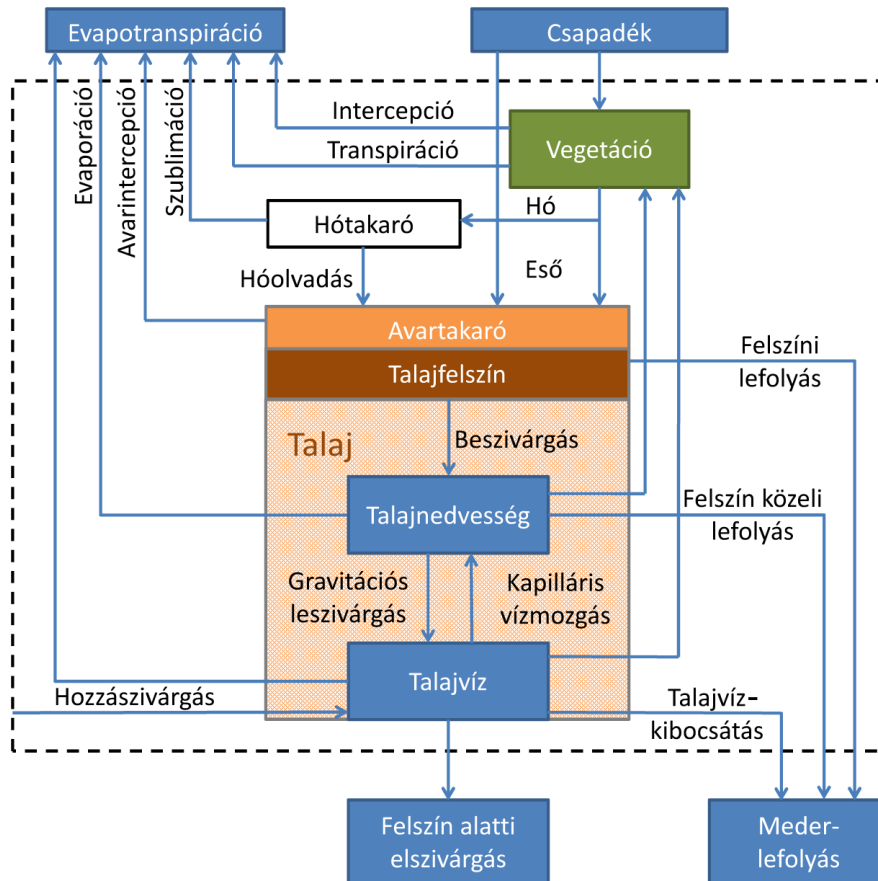 Evapotranspiráció
Csapadék
Evaporáció
Avarintercepció
Szublimáció
Intercepció
Transpiráció
Vegetáció
Hótakaró
Hó
Hóolvadás
Eső
Avartakaró
Talajfelszín
Felszíni
lefolyás
Talaj
Beszivárgás
Talajnedvesség
Felszín közeli
lefolyás
Gravitációs
leszivárgás
Kapilláris
vízmozgás
Talajvíz
Hozzászivárgás
Talajvíz-
kibocsátás
Felszín alatti
elszivárgás
Meder-
lefolyás